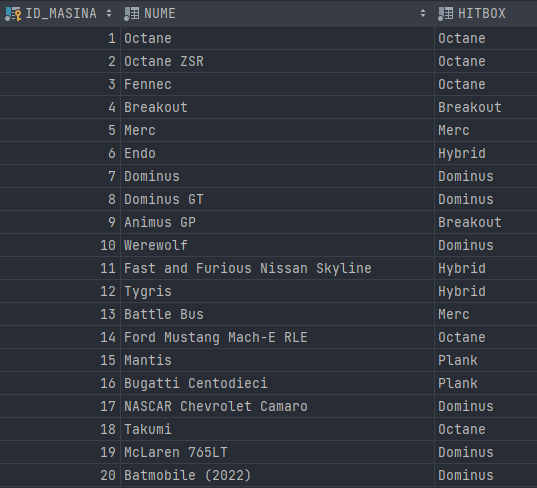 ID_MASINA NUME HITBOX
1 Octane Octane
2 Octane ZSR Octane
3 Fennec Octane
4 Breakout Breakout
5 Merc Merc
6 Endo Hybrid
7 Dominus Dominus
8 Dominus GT Dominus
9 Animus GP Breakout
10 Werewolf Dominus
11 Fast and Furious Nissan Skyline Hybrid
12 Tygris Hybrid
13 Battle Bus Merc
14 Ford Mustang Mach-E RLE Octane
15 Mantis Plank
16 Bugatti Centodieci Plank
17 NASCAR Chevrolet Camaro Dominus
18 Takumi Octane
19 McLaren 765LT Dominus
20 Batmobile (2022) Dominus